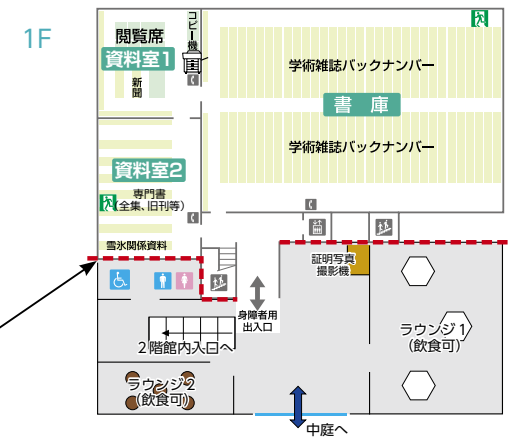 1F
閲覧席
資料室1
新聞
コピー機
学術雑誌バックナンバー
書 庫
学術雑誌バックナンバー
資料室2
専門書
(全集、旧刊等)
雪氷関係資料
証明写真
撮影機
身障者用
出入口
2階館内入口へ
ラウンジ1
(飲食可)
ラウンジ2
(飲食可)
中庭へ